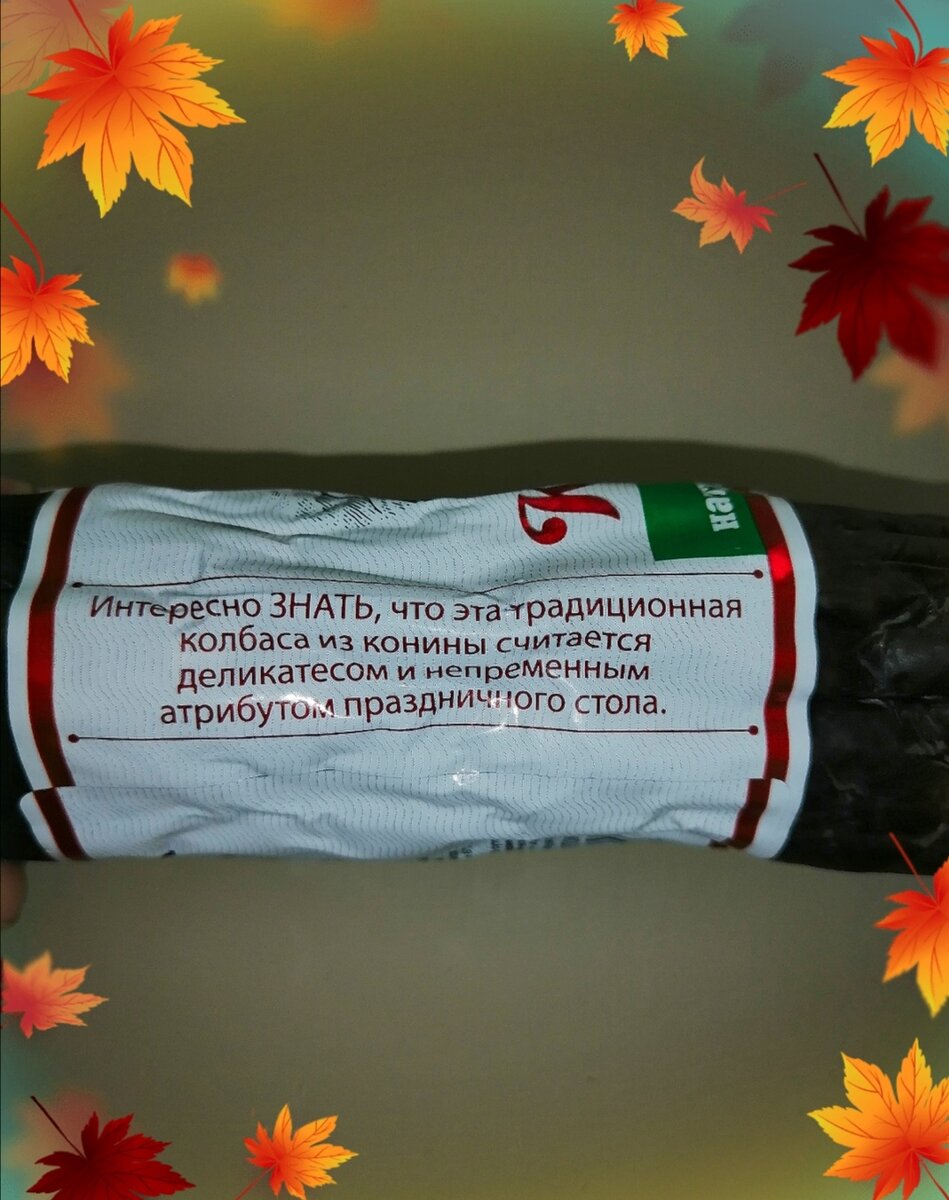 Интересно ЗНАТЬ, что эта традиционная
колбаса из конины считается
деликатесом и непременным
атрибутом праздничного стола.